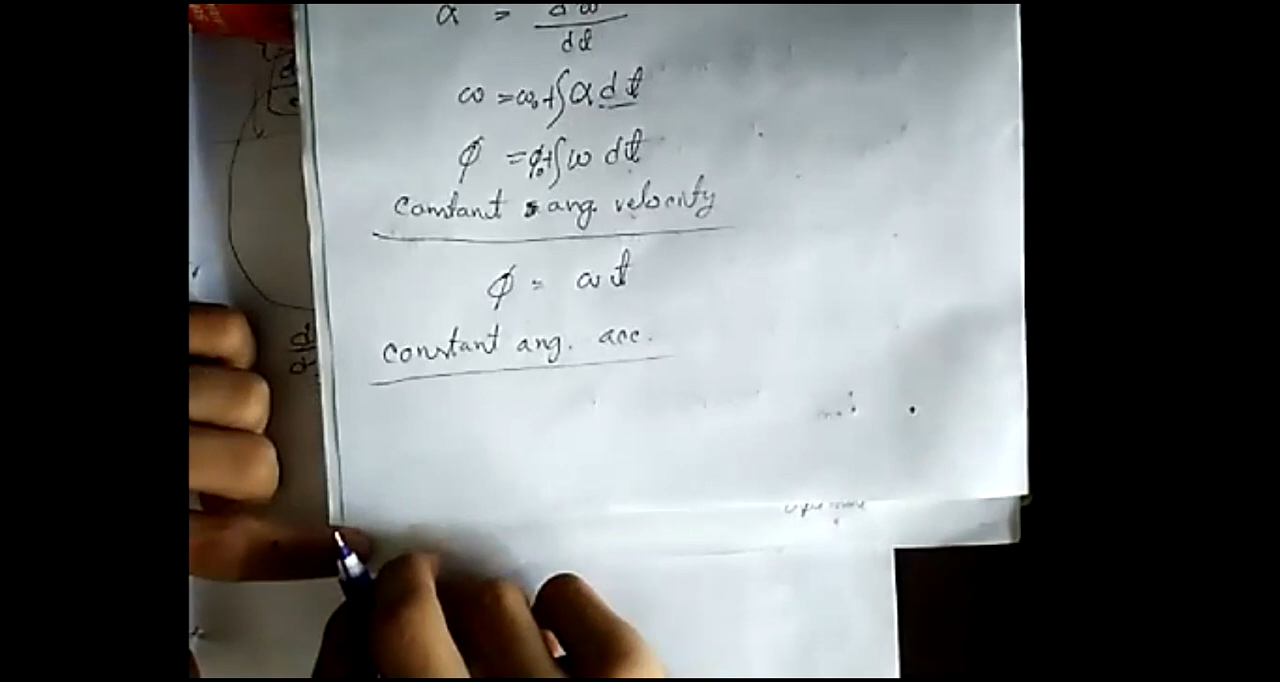 α = dω/dt
ω = ω₀+∫α dt
φ = φ₀+∫ω dt
Constant ang. velocity
φ = ωt
constant ang. acc.